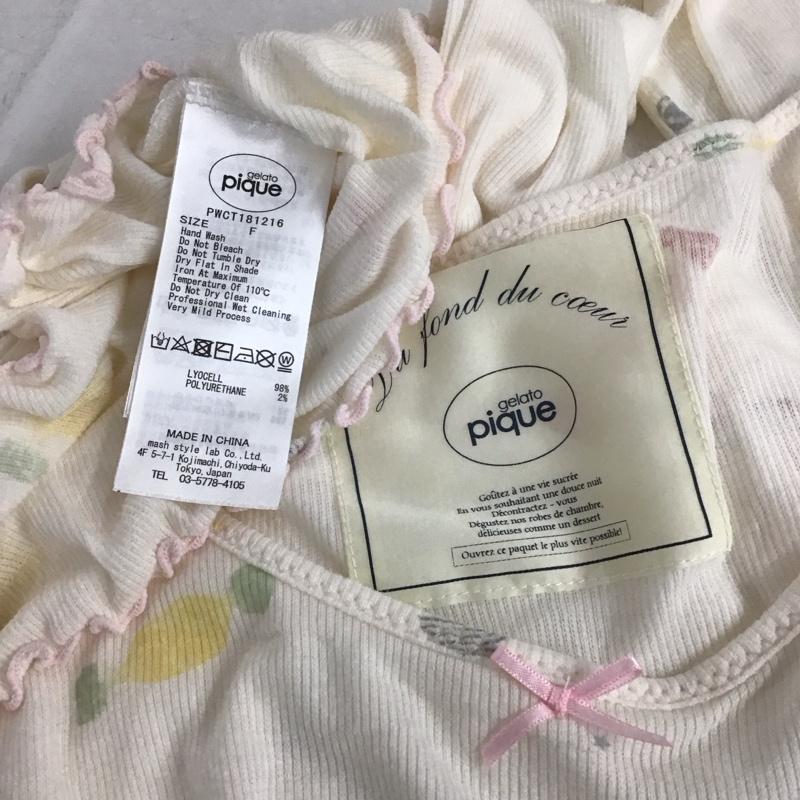 gelato
pique
PWCT181216
SIZE F
Hand Wash
Do Not Bleach
Do Not Tumble Dry
Dry Flat In Shade
Iron At Maximum
Temperature Of 110℃
Do Not Dry Clean
Professional Wet Cleaning
Very Mild Process
W
LYOCELL 98%
POLYURETHANE 2%
MADE IN CHINA
mash style lab Co.,Ltd.
4F 5-7-1 Kojimachi,Chiyoda-Ku
Tokyo,Japan
TEL 03-5778-4105
Du fond du cœur
gelato
pique
Goûtez à une vie sucrée
En vous souhaitant une douce nuit
Décontractez - vous
Dégustez nos robes de chambre,
délicieuses comme un dessert
Ouvrez ce paquet le plus vite possible!